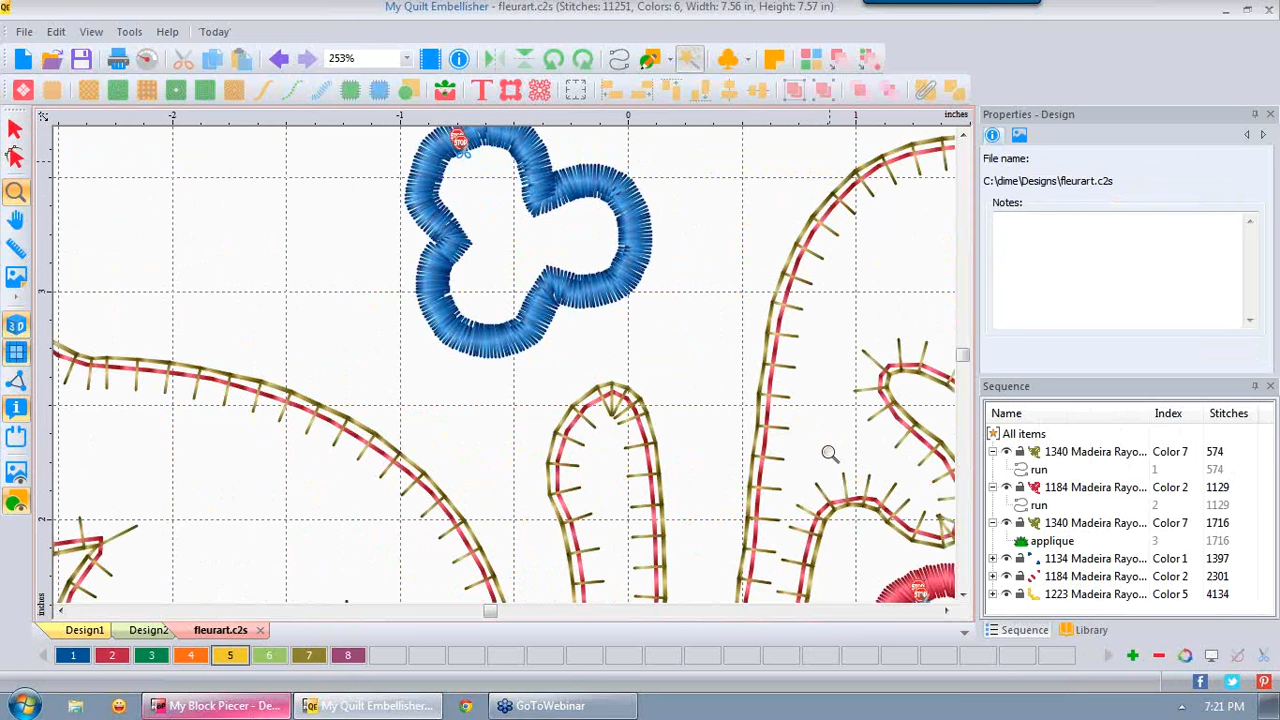 My Quilt Embellisher - fleurart.c2s (Stitches: 11251, Colors: 6, Width: 7.56 in, Height: 7.57 in)
File Edit View Tools Help Today
253%
-2 -1 0 1 inches
3
2
inches
STOP
STOP
Properties - Design
File name:
C:\dime\Designs\fleurart.c2s
Notes:
Sequence
Name Index Stitches
All items
1340 Madeira Rayo... Color 7 574
run 1 574
1184 Madeira Rayo... Color 2 1129
run 2 1129
1340 Madeira Rayo... Color 7 1716
applique 3 1716
1134 Madeira Rayo... Color 1 1397
1184 Madeira Rayo... Color 2 2301
1223 Madeira Rayo... Color 5 4134
Sequence Library
Design1 Design2 fleurart.c2s
1 2 3 4 5 6 7 8
My Block Piecer - De... My Quilt Embellisher... GoToWebinar 7:21 PM